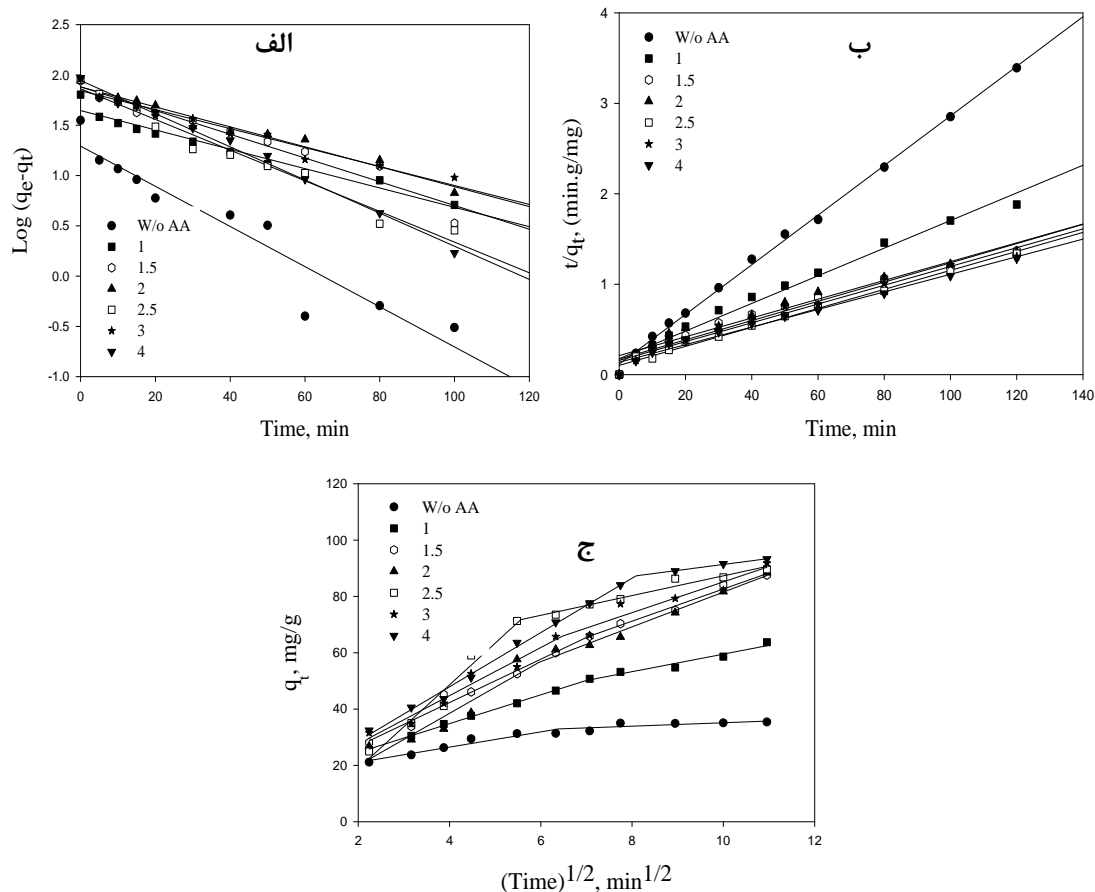 الف
Log (qe-qt)
2.5
2.0
1.5
1.0
0.5
0.0
-0.5
-1.0
W/o AA
1
1.5
2
2.5
3
4
0 20 40 60 80 100 120
Time, min
ب
t/qt, (min.g/mg)
4
3
2
1
0
W/o AA
1
1.5
2
2.5
3
4
0 20 40 60 80 100 120 140
Time, min
ج
qt, mg/g
120
100
80
60
40
20
0
W/o AA
1
1.5
2
2.5
3
4
2 4 6 8 10 12
(Time)1/2, min1/2